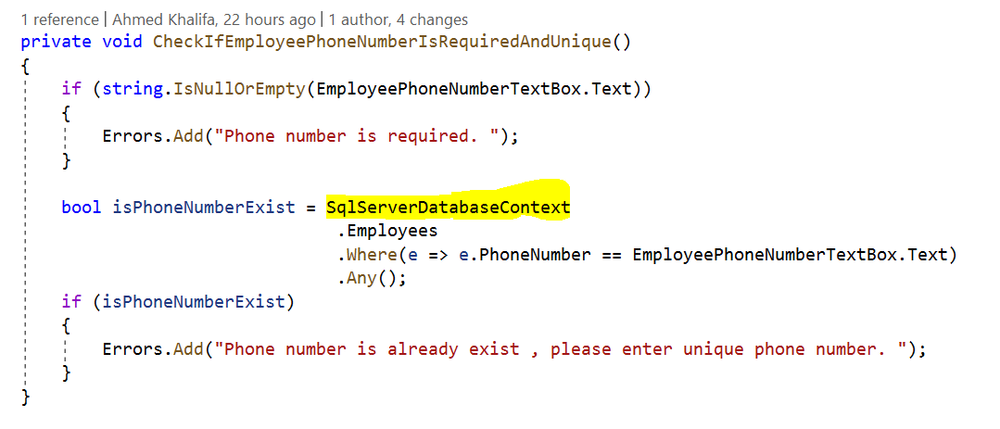 1 reference | Ahmed Khalifa, 22 hours ago | 1 author, 4 changes
private void CheckIfEmployeePhoneNumberIsRequiredAndUnique()
{
    if (string.IsNullOrEmpty(EmployeePhoneNumberTextBox.Text))
    {
        Errors.Add("Phone number is required. ");
    }
    bool isPhoneNumberExist = SqlServerDatabaseContext
                               .Employees
                               .Where(e => e.PhoneNumber == EmployeePhoneNumberTextBox.Text)
                               .Any();
    if (isPhoneNumberExist)
    {
        Errors.Add("Phone number is already exist , please enter unique phone number. ");
    }
}